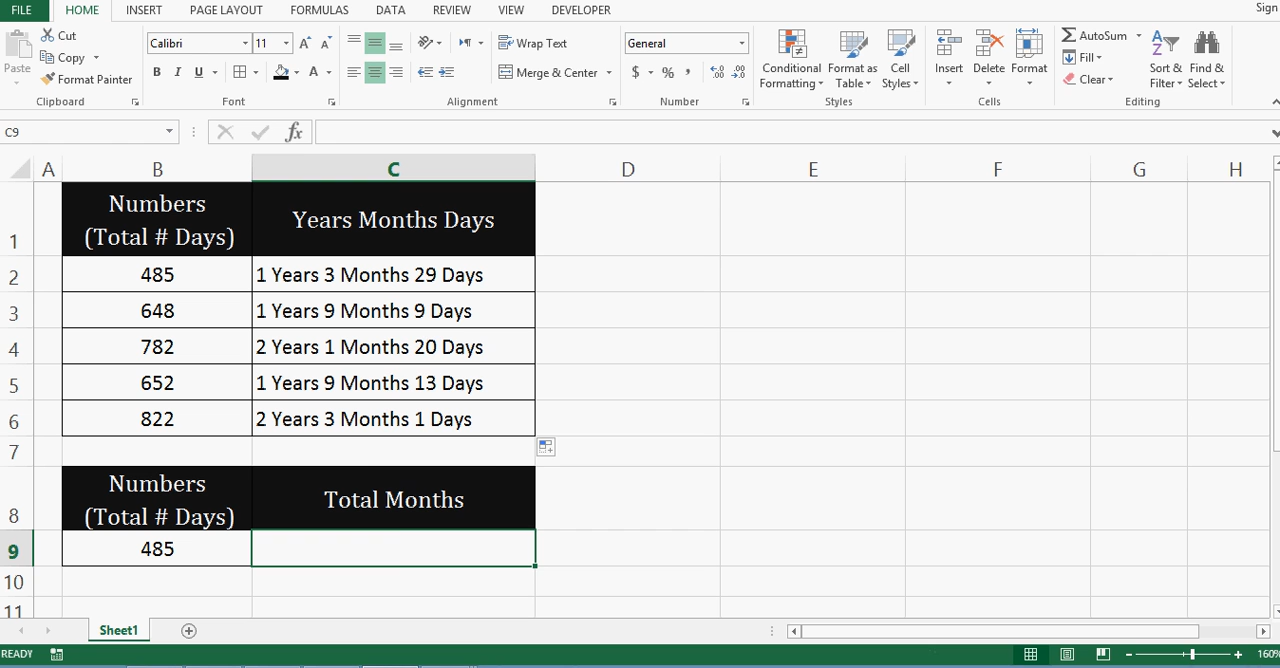 FILE HOME INSERT PAGE LAYOUT FORMULAS DATA REVIEW VIEW DEVELOPER Sign
Cut
Copy
Format Painter
Paste
Clipboard
Calibri 11
B I U A
Font
Wrap Text
Merge & Center
Alignment
General
$ % ,
Number
Conditional Formatting
Format as Table
Cell Styles
Styles
Insert Delete Format
Cells
AutoSum
Fill
Clear
Sort & Filter
Find & Select
Editing
C9
fx
A B C D E F G H
1 Numbers (Total # Days) Years Months Days
2 485 1 Years 3 Months 29 Days
3 648 1 Years 9 Months 9 Days
4 782 2 Years 1 Months 20 Days
5 652 1 Years 9 Months 13 Days
6 822 2 Years 3 Months 1 Days
7
8 Numbers (Total # Days) Total Months
9 485
10
11
Sheet1
READY 160%